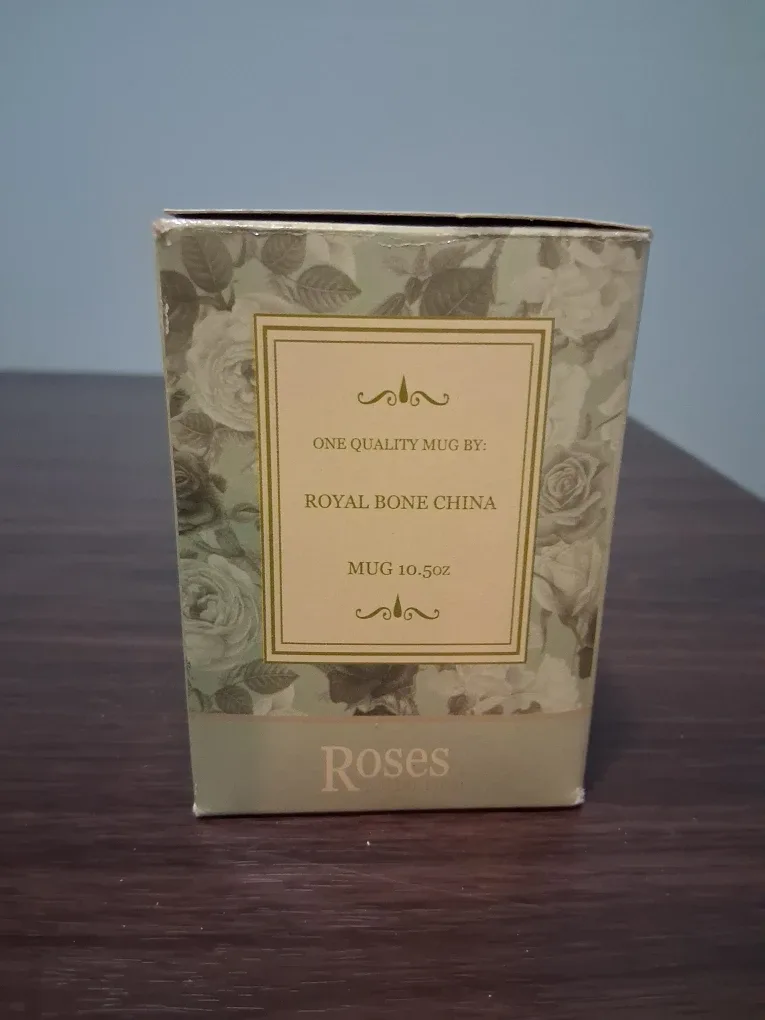 ONE QUALITY MUG BY:
ROYAL BONE CHINA
MUG 10.5OZ
Roses